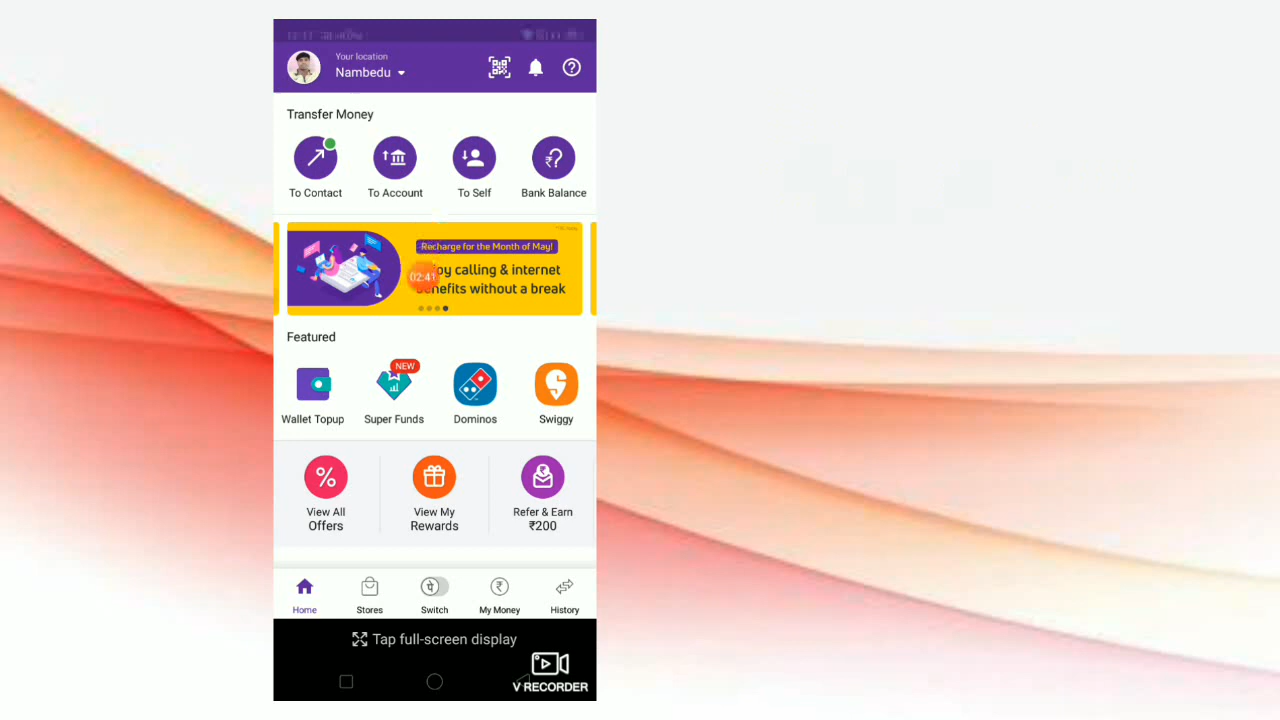 Your location
Nambedu
Transfer Money
To Contact
To Account
To Self
Bank Balance
Recharge for the Month of May!
calling & internet
benefits without a break
02:41
Featured
NEW
Wallet Topup
Super Funds
Dominos
Swiggy
View All
Offers
View My
Rewards
Refer & Earn
₹200
Home
Stores
Switch
My Money
History
Tap full-screen display
V RECORDER